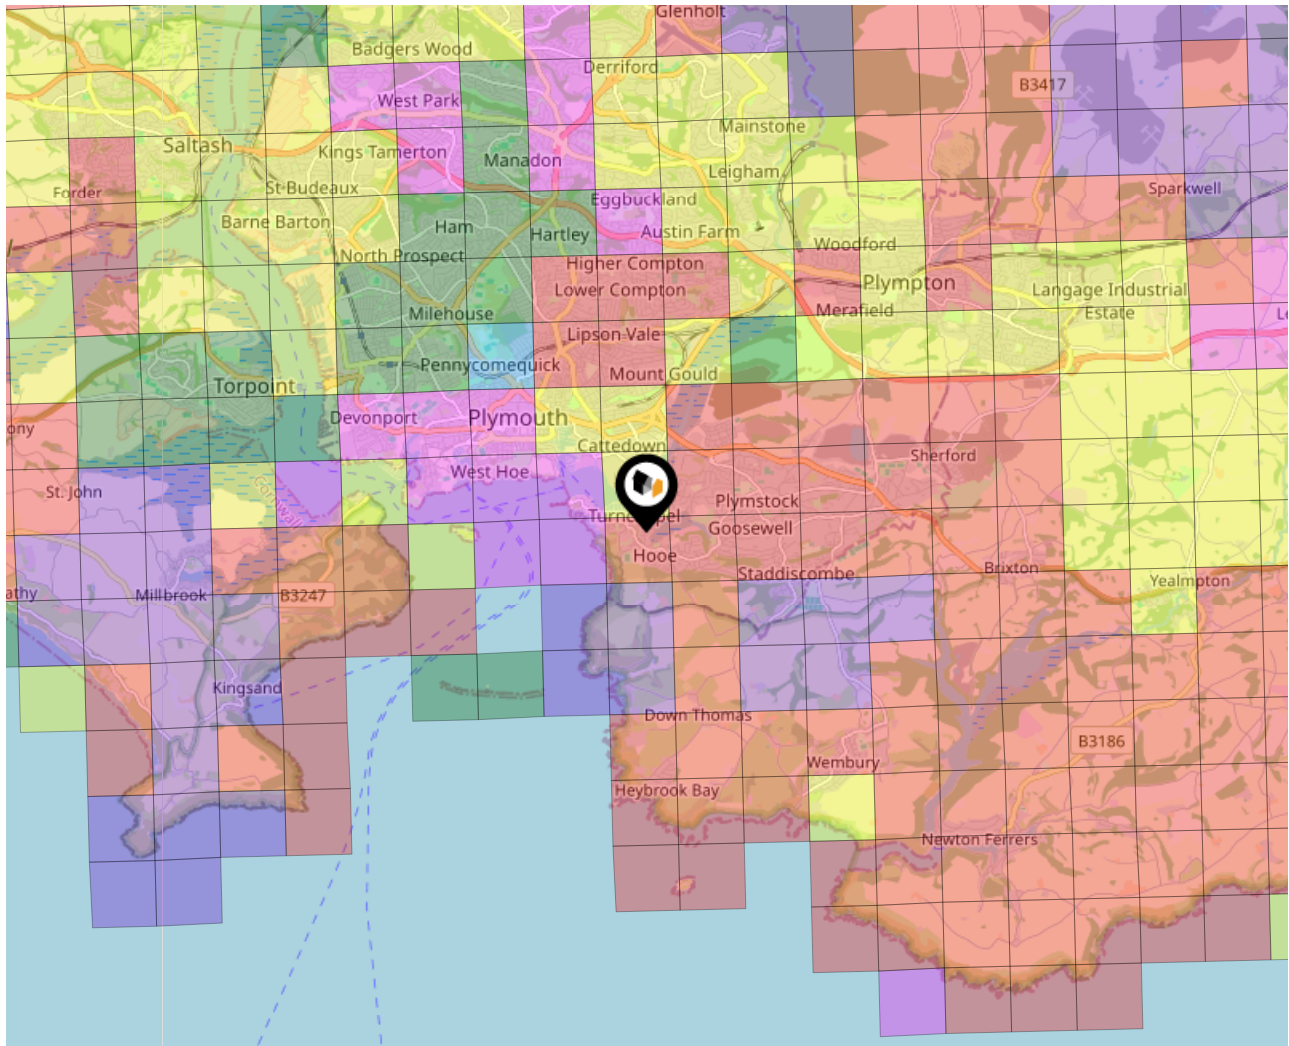 Glenholt
Badgers Wood
Derriford
B3417
West Park
Mainstone
Saltash
Kings Tamerton
Manadon
Leigham
Forder
St Budeaux
Sparkwell
Eggbuckland
Barne Barton
Ham
Hartley
Austin Farm
Woodford
North Prospect
Higher Compton
Plympton
Lower Compton
Langage Industrial
Estate
Milehouse
Merafield
Lipson Vale
Pennycomequick
Mount Gould
Torpoint
Devonport
Plymouth
ony
Cattedown
Sherford
West Hoe
St. John
Cornwall
Plymstock
Goosewell
Hooe
Staddiscombe
Brixton
Yealmpton
athy
Millbrook
B3247
Kingsand
Down Thomas
B3186
Wembury
Heybrook Bay
Newton Ferrers